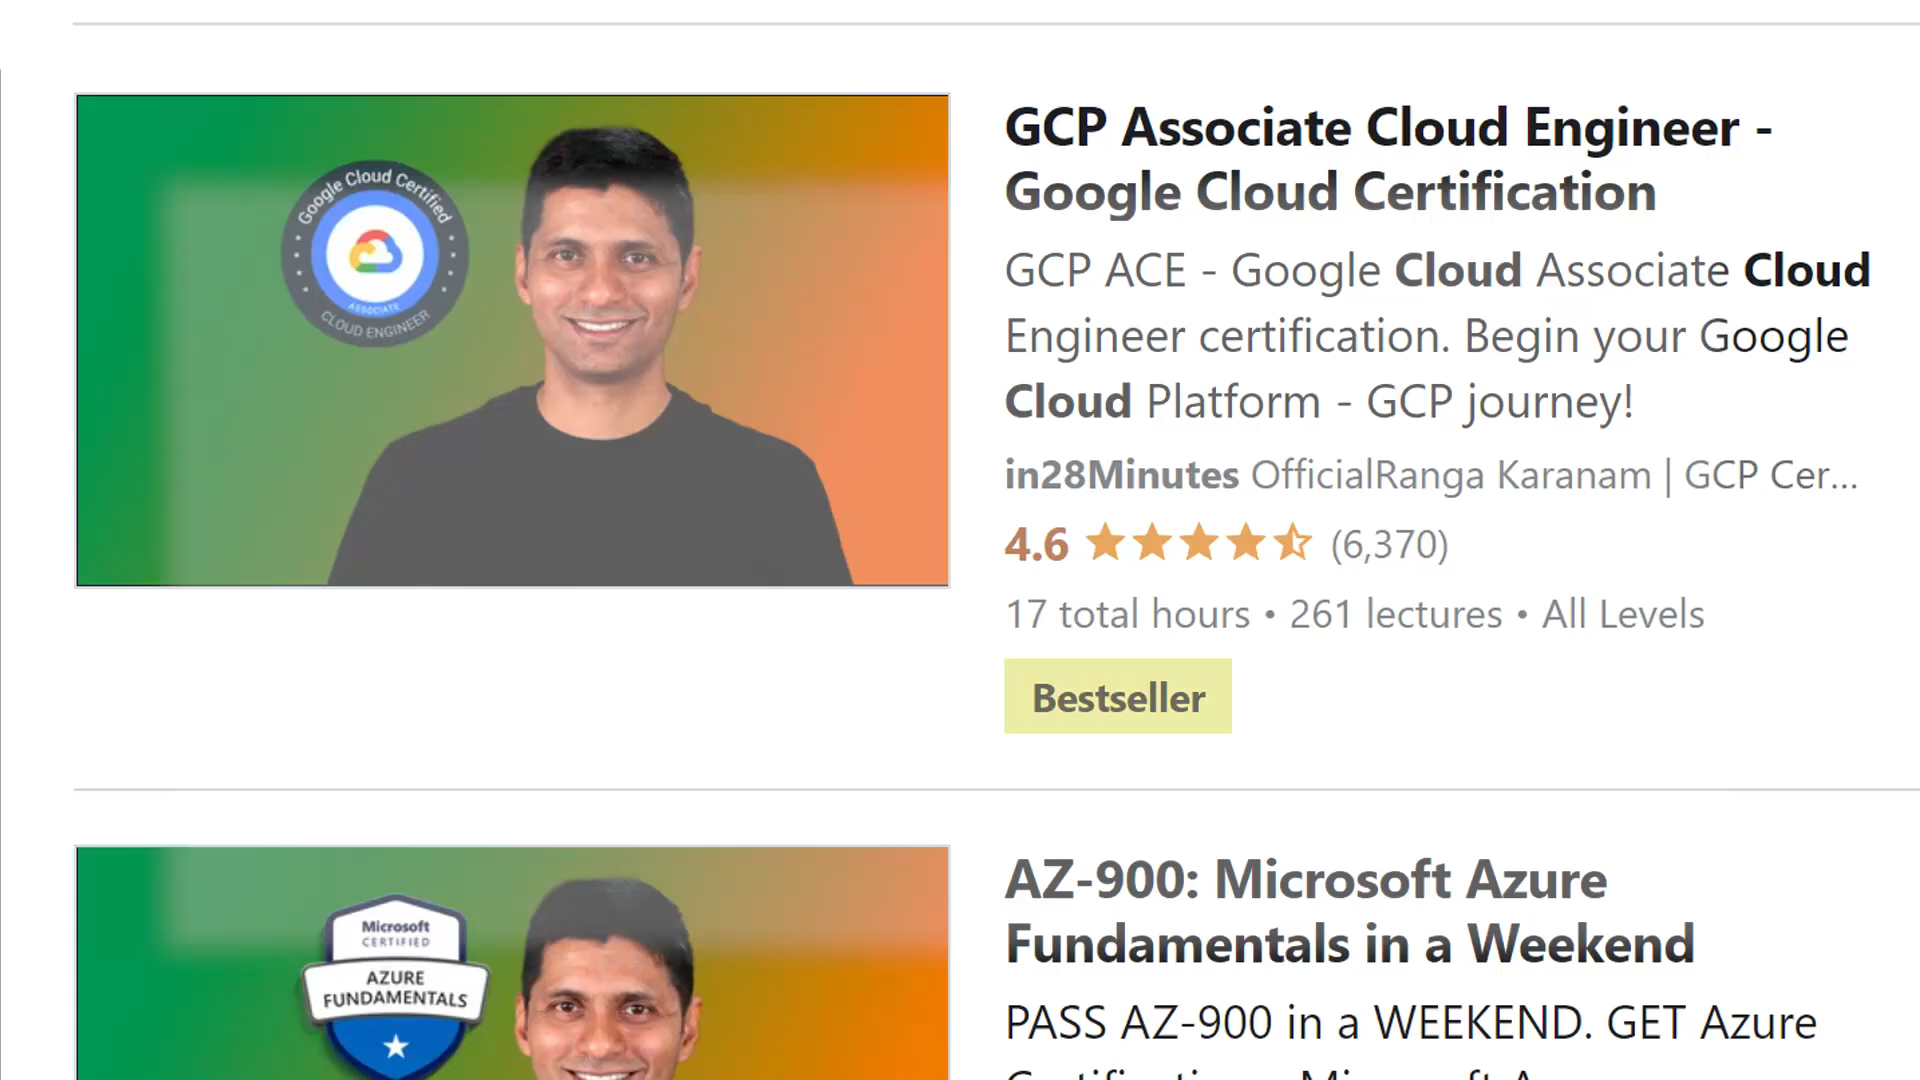 Google Cloud Certified
ASSOCIATE
CLOUD ENGINEER
GCP Associate Cloud Engineer -
Google Cloud Certification
GCP ACE - Google Cloud Associate Cloud
Engineer certification. Begin your Google
Cloud Platform - GCP journey!
in28Minutes OfficialRanga Karanam | GCP Cer...
4.6 (6,370)
17 total hours • 261 lectures • All Levels
Bestseller
Microsoft
CERTIFIED
AZURE
FUNDAMENTALS
AZ-900: Microsoft Azure
Fundamentals in a Weekend
PASS AZ-900 in a WEEKEND. GET Azure